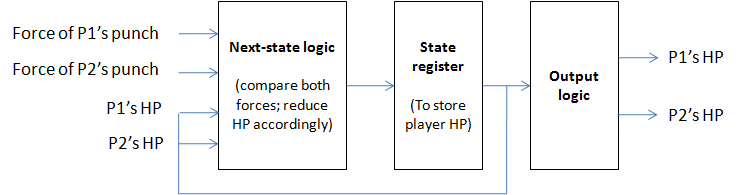 Force of P1's punch
Force of P2's punch
P1's HP
P2's HP
Next-state logic
(compare both
forces; reduce
HP accordingly)
State
register
(To store
player HP)
Output
logic
P1's HP
P2's HP